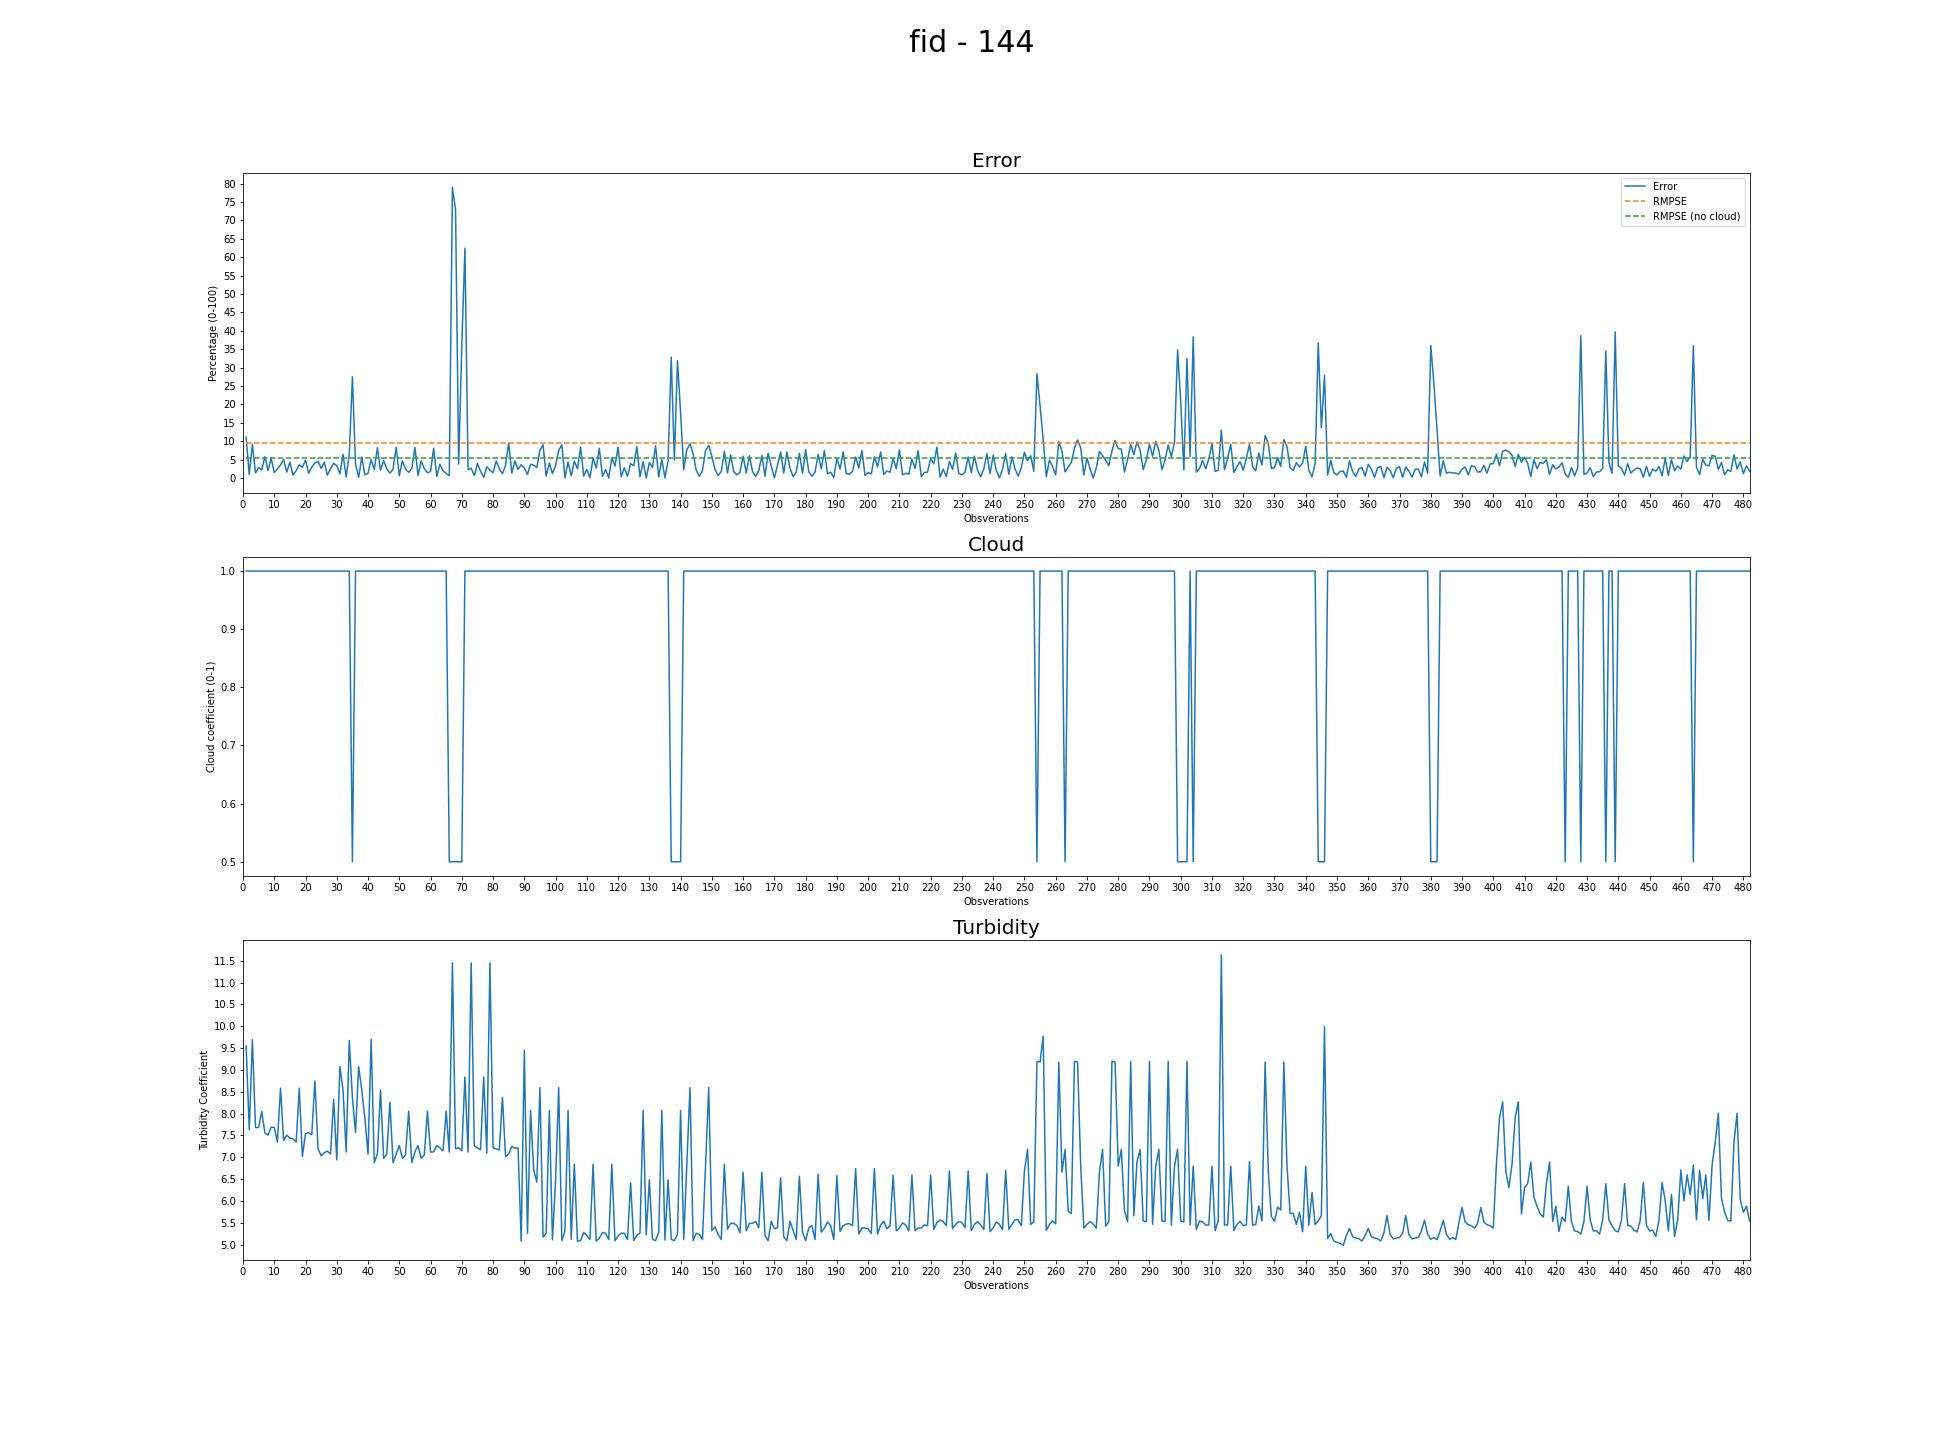 fid - 144
Error
80
75
70
65
60
55
50
45
40
35
30
25
20
15
10
5
0
Percentage (0-100)
Error
RMPSE
RMPSE (no cloud)
0 10 20 30 40 50 60 70 80 90 100 110 120 130 140 150 160 170 180 190 200 210 220 230 240 250 260 270 280 290 300 310 320 330 340 350 360 370 380 390 400 410 420 430 440 450 460 470 480
Obsverations
Cloud
1.0
0.9
0.8
0.7
0.6
0.5
Cloud coefficient (0-1)
0 10 20 30 40 50 60 70 80 90 100 110 120 130 140 150 160 170 180 190 200 210 220 230 240 250 260 270 280 290 300 310 320 330 340 350 360 370 380 390 400 410 420 430 440 450 460 470 480
Obsverations
Turbidity
11.5
11.0
10.5
10.0
9.5
9.0
8.5
8.0
7.5
7.0
6.5
6.0
5.5
5.0
Turbidity Coefficient
0 10 20 30 40 50 60 70 80 90 100 110 120 130 140 150 160 170 180 190 200 210 220 230 240 250 260 270 280 290 300 310 320 330 340 350 360 370 380 390 400 410 420 430 440 450 460 470 480
Obsverations